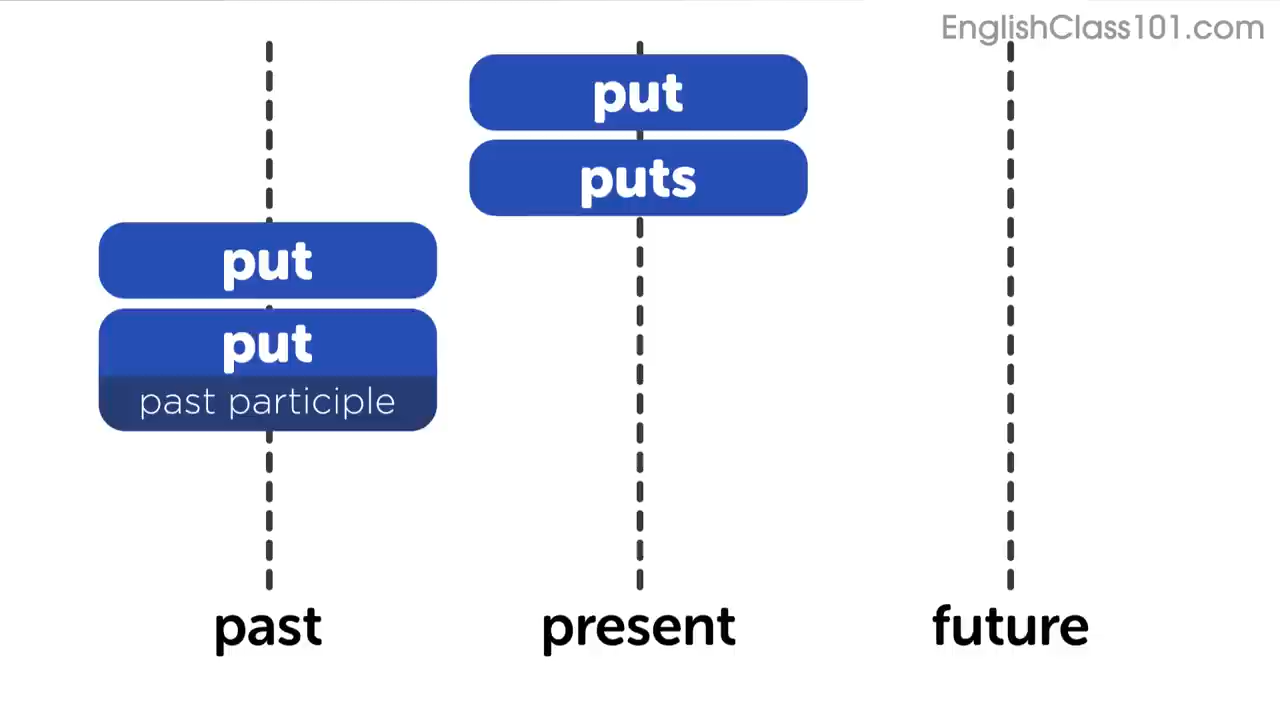 EnglishClass101.com
put
puts
put
put
past participle
past
present
future